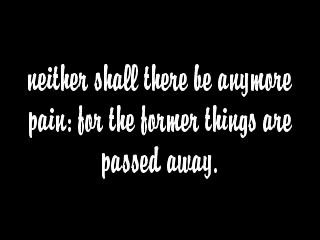 neither shall there be anymore
pain: for the former things are
passed away.